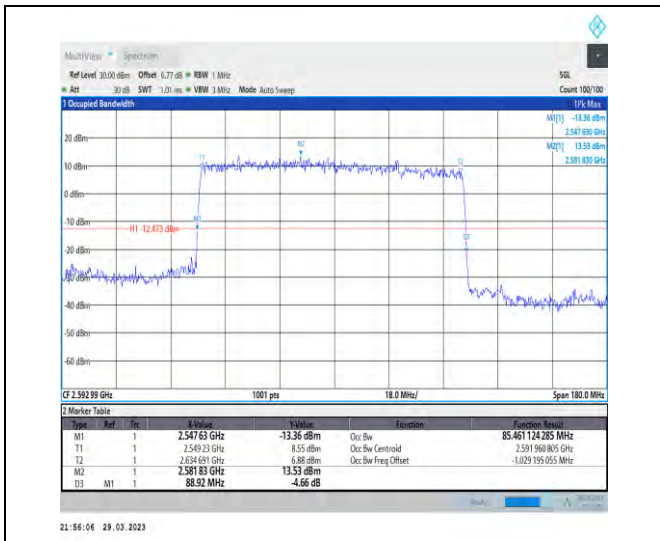 MultiView Spectrum
Ref Level 30.00 dBm Offset 6.77 dB RBW 1 MHz SGL
Att 30 dB SWT 1.01 ms VBW 3 MHz Mode Auto Sweep Count 100/100
1 Occupied Bandwidth 1Pk Max
M1[1] -13.36 dBm
2.547 630 GHz
M2[1] 13.53 dBm
2.581 830 GHz
20 dBm
M2
T1
T2
10 dBm
0 dBm
-10 dBm
M1
H1 -12.473 dBm
D3
-20 dBm
-30 dBm
-40 dBm
-50 dBm
-60 dBm
CF 2.592 99 GHz 1001 pts 18.0 MHz/ Span 180.0 MHz
2 Marker Table
Type Ref Trc X-Value Y-Value Function Function Result
M1 1 2.547 63 GHz -13.36 dBm Occ Bw 85.461 124 285 MHz
T1 1 2.549 23 GHz 8.55 dBm Occ Bw Centroid 2.591 960 805 GHz
T2 1 2.634 691 GHz 6.88 dBm Occ Bw Freq Offset -1.029 195 055 MHz
M2 1 2.581 83 GHz 13.53 dBm
D3 M1 1 88.92 MHz -4.66 dB
21:56:06 29.03.2023